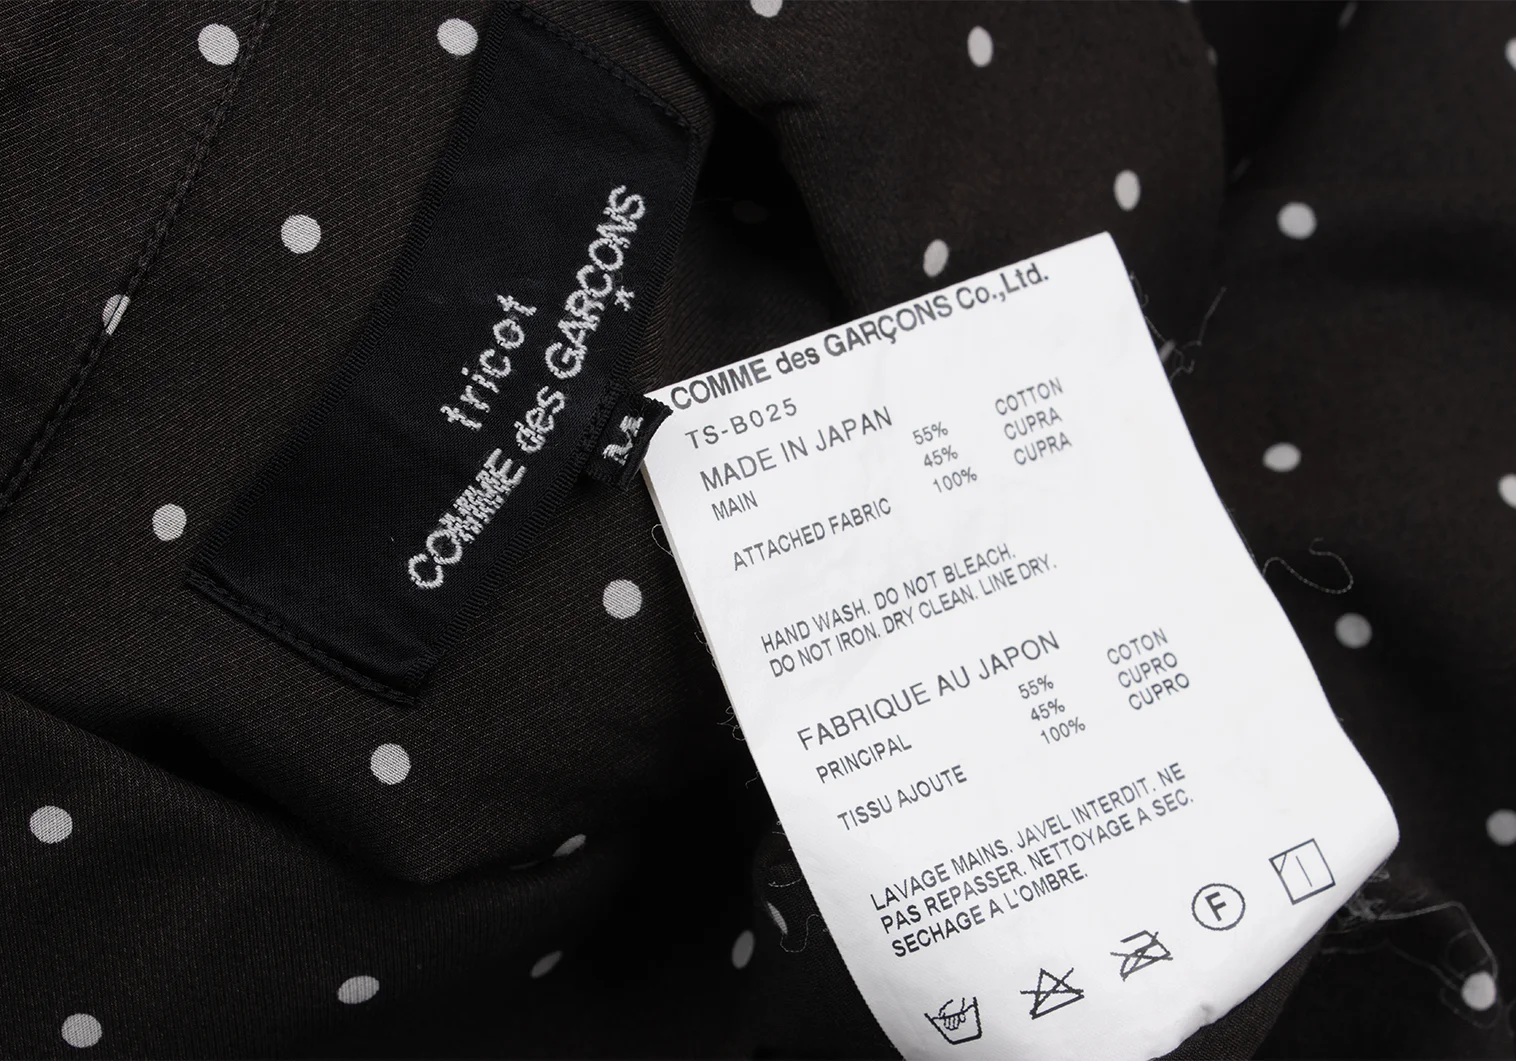 tricot
COMME des GARÇONS
*
M
COMME des GARÇONS Co.,Ltd.
TS-B025
MADE IN JAPAN
MAIN 55% COTTON
45% CUPRA
ATTACHED FABRIC 100% CUPRA
HAND WASH. DO NOT BLEACH.
DO NOT IRON. DRY CLEAN. LINE DRY.
FABRIQUE AU JAPON
PRINCIPAL 55% COTON
45% CUPRO
TISSU AJOUTE 100% CUPRO
LAVAGE MAINS. JAVEL INTERDIT. NE
PAS REPASSER. NETTOYAGE A SEC.
SECHAGE A L'OMBRE.
F